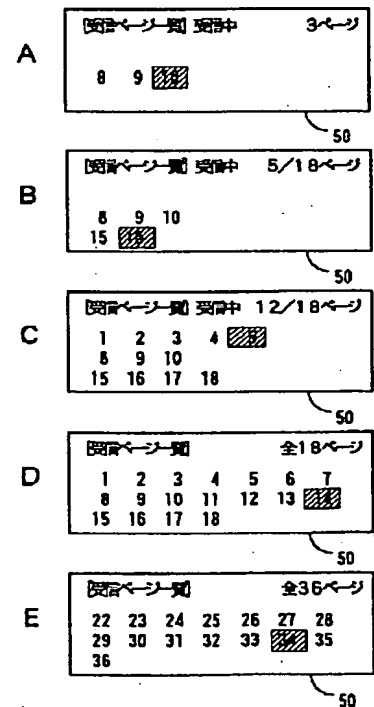 A
[受信ページ一覧] 受信中 3ページ
8 9 10
50
B
[受信ページ一覧] 受信中 5/18ページ
8 9 10
15 16
50
C
[受信ページ一覧] 受信中 12/18ページ
1 2 3 4 5
8 9 10
15 16 17 18
50
D
[受信ページ一覧] 全18ページ
1 2 3 4 5 6 7
8 9 10 11 12 13 14
15 16 17 18
50
E
[受信ページ一覧] 全36ページ
22 23 24 25 26 27 28
29 30 31 32 33 34 35
36
50